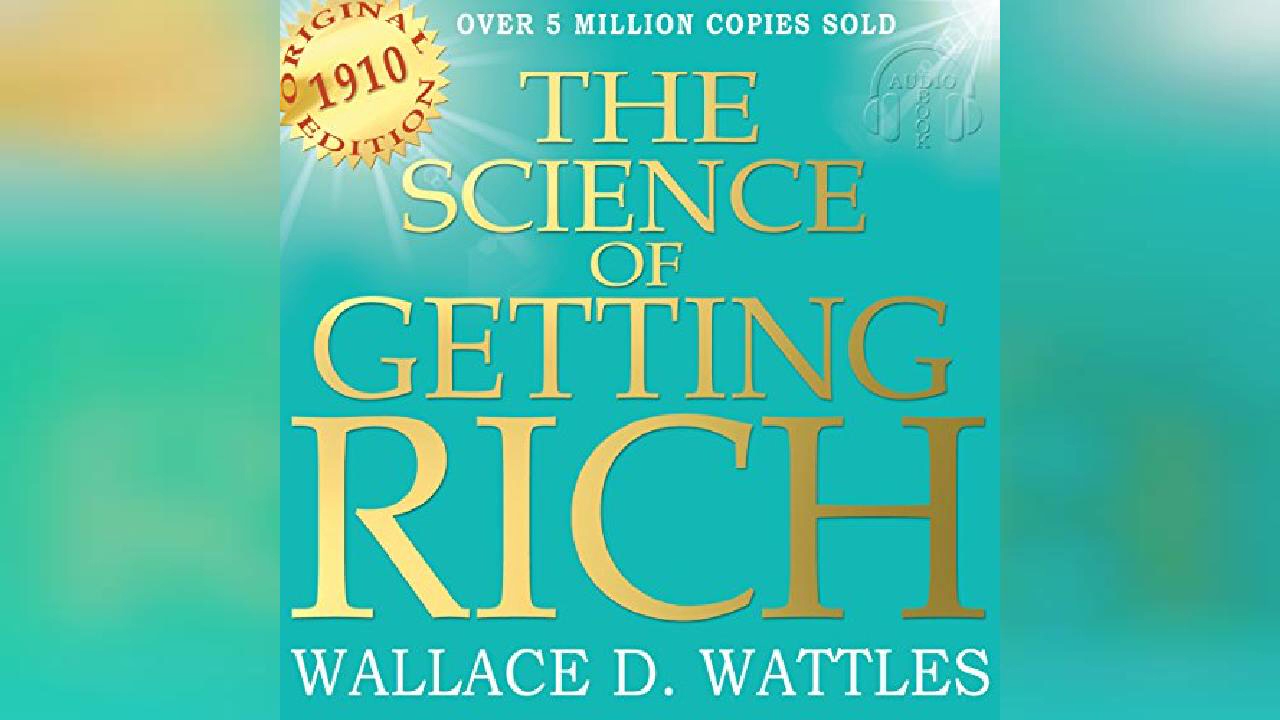 ORIGINAL
1910
EDITION
OVER 5 MILLION COPIES SOLD
AUDIO
BOOK
THE
SCIENCE
OF
GETTING
RICH
WALLACE D. WATTLES